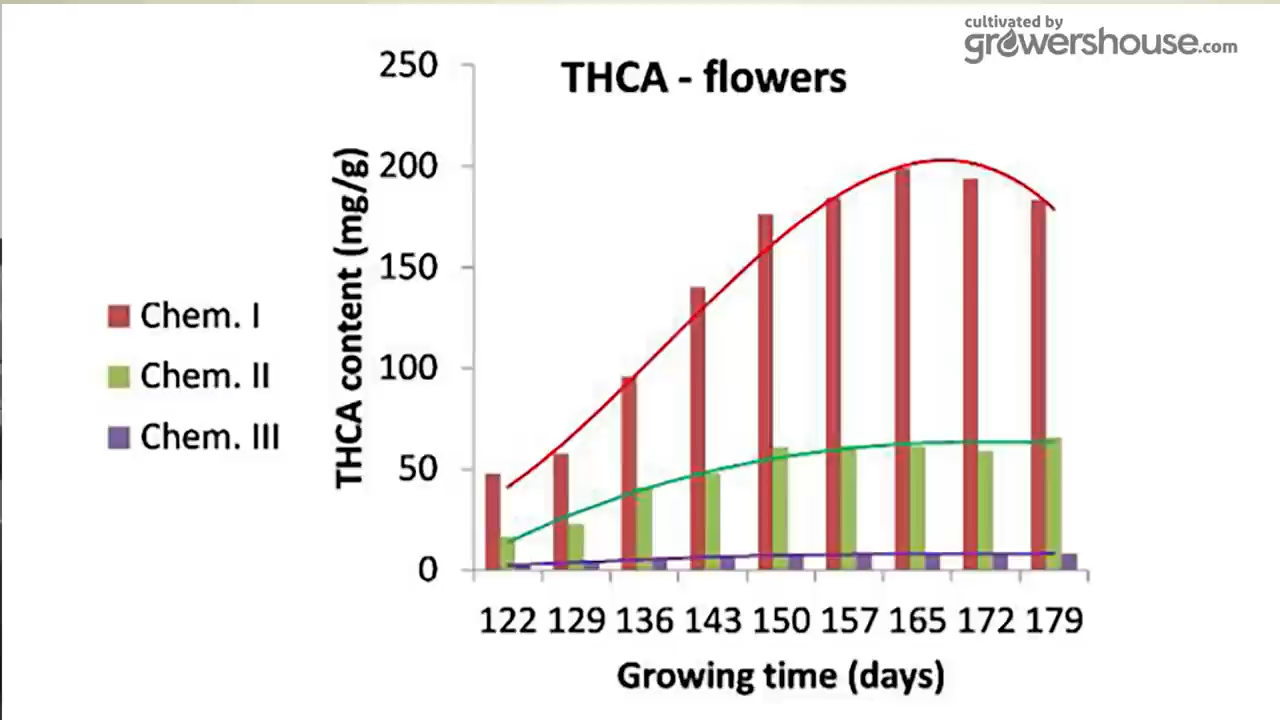 cultivated by
growershouse.com
THCA - flowers
THCA content (mg/g)
250
200
150
100
50
0
Chem. I
Chem. II
Chem. III
122 129 136 143 150 157 165 172 179
Growing time (days)